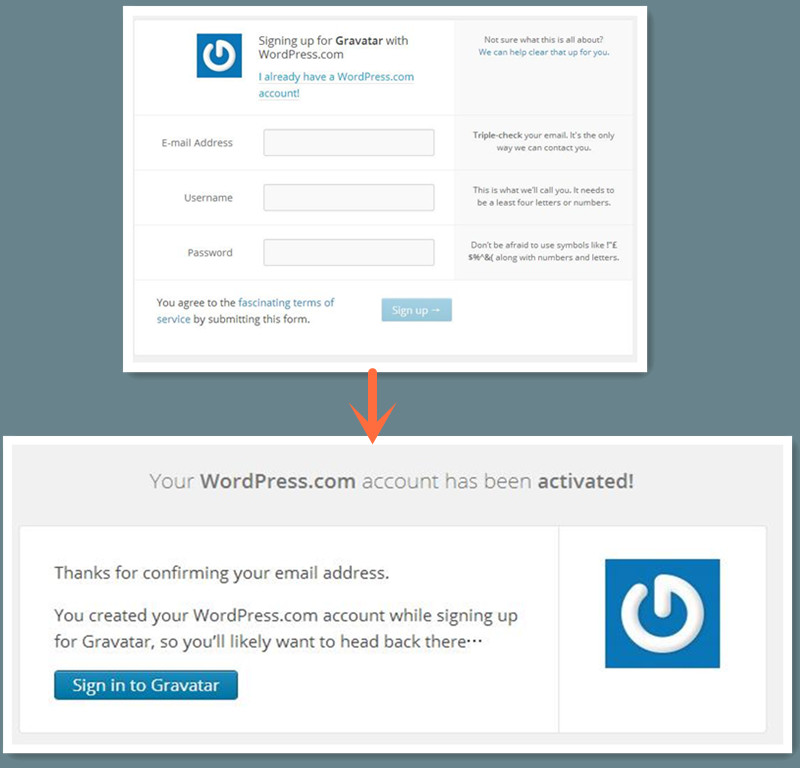 Signing up for Gravatar with
WordPress.com
I already have a WordPress.com
account!
Not sure what this is all about?
We can help clear that up for you.
E-mail Address
Triple-check your email. It's the only
way we can contact you.
Username
This is what we'll call you. It needs to
be a least four letters or numbers.
Password
Don't be afraid to use symbols like !"£
$%^&( along with numbers and letters.
You agree to the fascinating terms of
service by submitting this form.
Sign up →
Your WordPress.com account has been activated!
Thanks for confirming your email address.
You created your WordPress.com account while signing up
for Gravatar, so you'll likely want to head back there···
Sign in to Gravatar